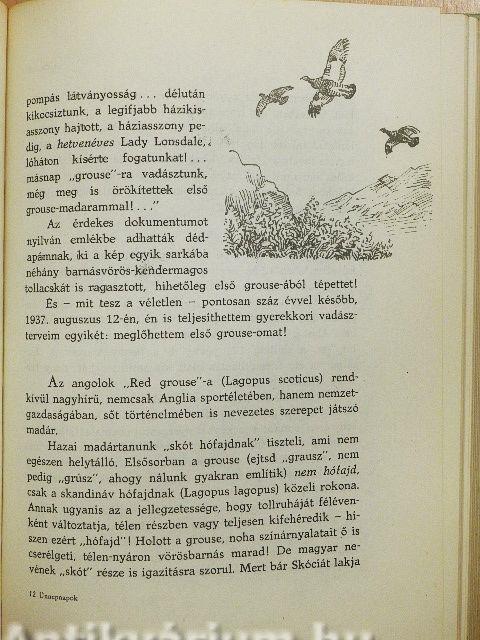 pompás látványosság... délután
kikocsiztunk, a legifjabb házikis-
asszony hajtott, a háziasszony pe-
dig, a hetvenéves Lady Lonsdale,
lóháton kísérte fogatunkat!...
másnap „grouse"-ra vadásztunk,
még meg is örökítettek első
grouse-madarammal!..."
Az érdekes dokumentumot
nyilván emlékbe adhatták déd-
apámnak, ki a kép egyik sarkába
néhány barnásvörös-kendermagos
tollacskát is ragasztott, hihetőleg első grouse-ából tépettet!
És – mit tesz a véletlen – pontosan száz évvel később,
1937. augusztus 12-én, én is teljesíthettem gyerekkori vadász-
terveim egyikét: meglőhettem első grouse-omat!
Az angolok „Red grouse"-a (Lagopus scoticus) rend-
kívül nagyhírű, nemcsak Anglia sportéletében, hanem nemzet-
gazdaságában, sőt történelmében is nevezetes szerepet játszó
madár.
Hazai madártanunk „skót hófajdnak" tiszteli, ami nem
egészen helytálló. Elsősorban a grouse (ejtsd „grausz", nem
pedig „grúsz", ahogy nálunk gyakran említik) nem hófajd,
csak a skandináv hófajdnak (Lagopus lagopus) közeli rokona.
Annak ugyanis az a jellegzetessége, hogy tollruháját féléven-
ként változtatja, télen részben vagy teljesen kifehéredik – hi-
szen ezért „hófajd"! Holott a grouse, noha színárnyalatait ő is
cserélgeti, télen-nyáron vörösbarnás marad! De magyar ne-
vének „skót" része is igazításra szorul. Mert bár Skóciát lakja
12 Ünnepnapok
Antikvárium.hu